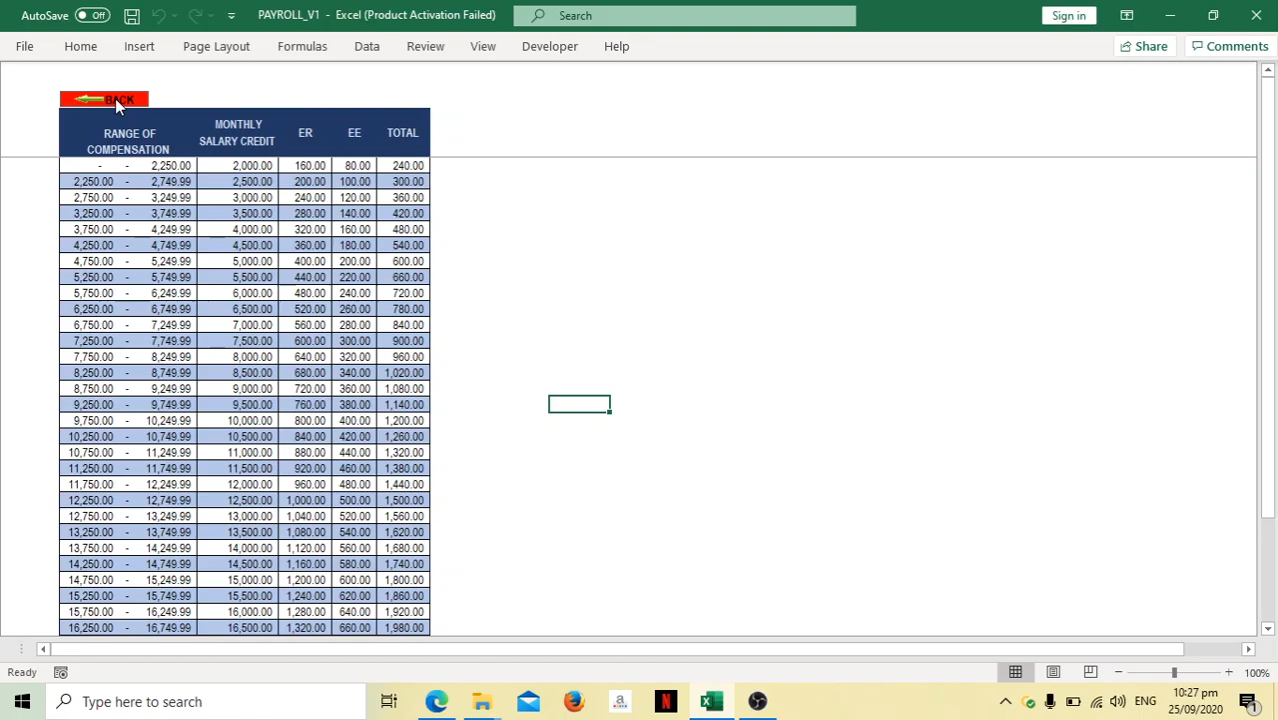 AutoSave Off PAYROLL_V1 - Excel (Product Activation Failed) Search Sign in
File Home Insert Page Layout Formulas Data Review View Developer Help Share Comments
BACK
RANGE OF COMPENSATION MONTHLY SALARY CREDIT ER EE TOTAL
- - 2,250.00 2,000.00 160.00 80.00 240.00
2,250.00 - 2,749.99 2,500.00 200.00 100.00 300.00
2,750.00 - 3,249.99 3,000.00 240.00 120.00 360.00
3,250.00 - 3,749.99 3,500.00 280.00 140.00 420.00
3,750.00 - 4,249.99 4,000.00 320.00 160.00 480.00
4,250.00 - 4,749.99 4,500.00 360.00 180.00 540.00
4,750.00 - 5,249.99 5,000.00 400.00 200.00 600.00
5,250.00 - 5,749.99 5,500.00 440.00 220.00 660.00
5,750.00 - 6,249.99 6,000.00 480.00 240.00 720.00
6,250.00 - 6,749.99 6,500.00 520.00 260.00 780.00
6,750.00 - 7,249.99 7,000.00 560.00 280.00 840.00
7,250.00 - 7,749.99 7,500.00 600.00 300.00 900.00
7,750.00 - 8,249.99 8,000.00 640.00 320.00 960.00
8,250.00 - 8,749.99 8,500.00 680.00 340.00 1,020.00
8,750.00 - 9,249.99 9,000.00 720.00 360.00 1,080.00
9,250.00 - 9,749.99 9,500.00 760.00 380.00 1,140.00
9,750.00 - 10,249.99 10,000.00 800.00 400.00 1,200.00
10,250.00 - 10,749.99 10,500.00 840.00 420.00 1,260.00
10,750.00 - 11,249.99 11,000.00 880.00 440.00 1,320.00
11,250.00 - 11,749.99 11,500.00 920.00 460.00 1,380.00
11,750.00 - 12,249.99 12,000.00 960.00 480.00 1,440.00
12,250.00 - 12,749.99 12,500.00 1,000.00 500.00 1,500.00
12,750.00 - 13,249.99 13,000.00 1,040.00 520.00 1,560.00
13,250.00 - 13,749.99 13,500.00 1,080.00 540.00 1,620.00
13,750.00 - 14,249.99 14,000.00 1,120.00 560.00 1,680.00
14,250.00 - 14,749.99 14,500.00 1,160.00 580.00 1,740.00
14,750.00 - 15,249.99 15,000.00 1,200.00 600.00 1,800.00
15,250.00 - 15,749.99 15,500.00 1,240.00 620.00 1,860.00
15,750.00 - 16,249.99 16,000.00 1,280.00 640.00 1,920.00
16,250.00 - 16,749.99 16,500.00 1,320.00 660.00 1,980.00
Ready 100%
Type here to search a ENG 10:27 pm
25/09/2020 1